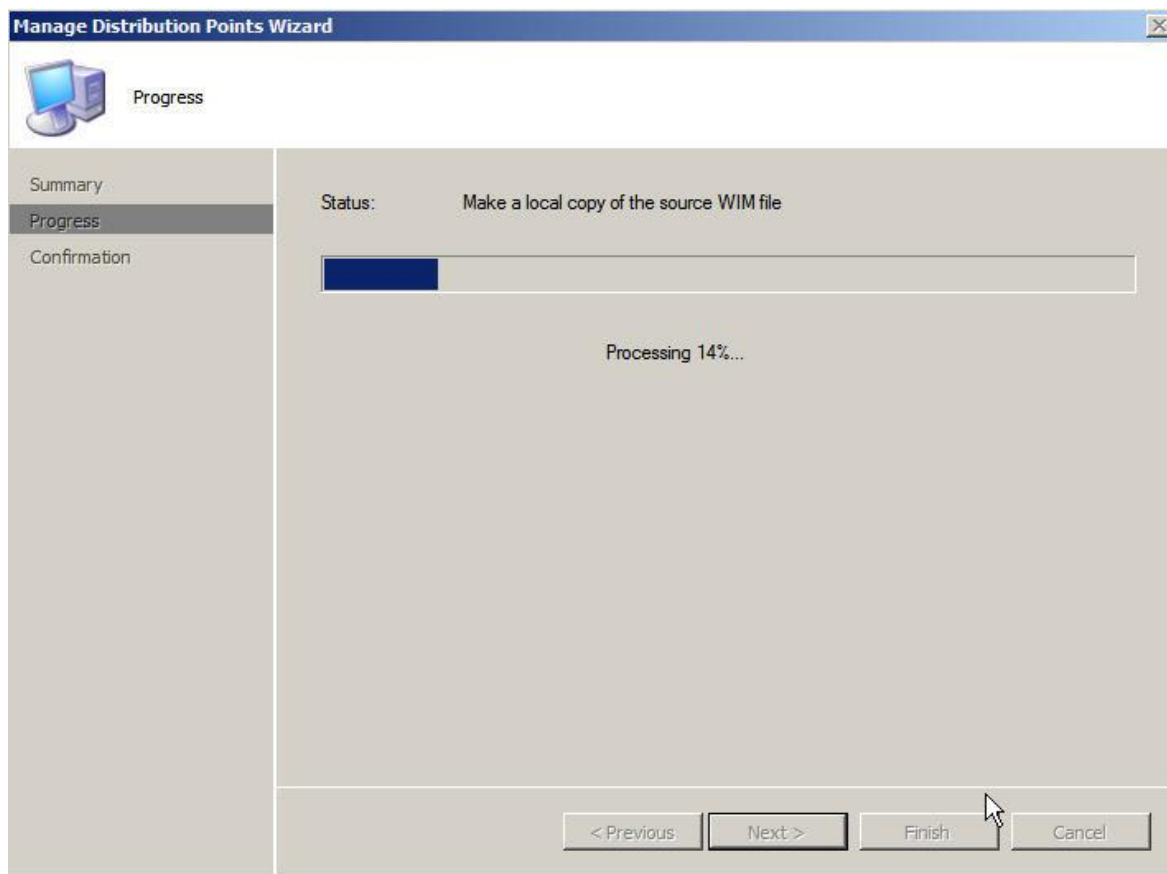 Manage Distribution Points Wizard
Progress
Summary
Progress
Confirmation
Status: Make a local copy of the source WIM file
Processing 14%...
< Previous Next > Finish Cancel